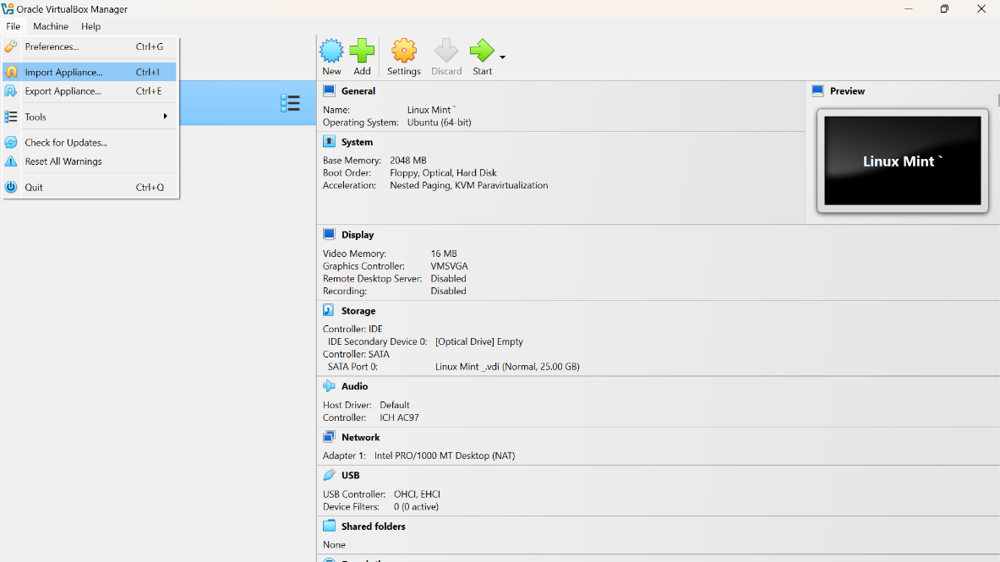 Oracle VirtualBox Manager
File Machine Help
Preferences... Ctrl+G
Import Appliance... Ctrl+I
Export Appliance... Ctrl+E
Tools
Check for Updates...
Reset All Warnings
Quit Ctrl+Q
New Add Settings Discard Start
General
Name: Linux Mint `
Operating System: Ubuntu (64-bit)
System
Base Memory: 2048 MB
Boot Order: Floppy, Optical, Hard Disk
Acceleration: Nested Paging, KVM Paravirtualization
Preview
Linux Mint `
Display
Video Memory: 16 MB
Graphics Controller: VMSVGA
Remote Desktop Server: Disabled
Recording: Disabled
Storage
Controller: IDE
IDE Secondary Device 0: [Optical Drive] Empty
Controller: SATA
SATA Port 0: Linux Mint _.vdi (Normal, 25.00 GB)
Audio
Host Driver: Default
Controller: ICH AC97
Network
Adapter 1: Intel PRO/1000 MT Desktop (NAT)
USB
USB Controller: OHCI, EHCI
Device Filters: 0 (0 active)
Shared folders
None